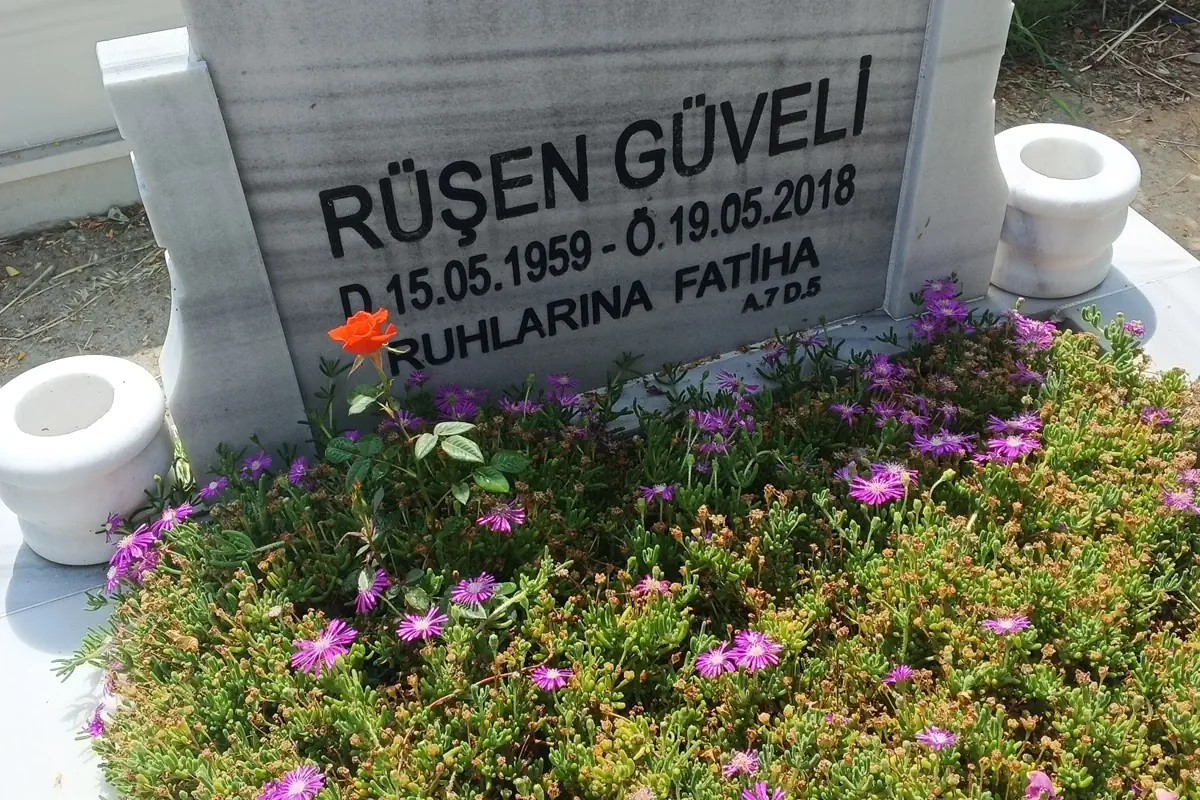 RÜŞEN GÜVELİ
D.15.05.1959 - Ö.19.05.2018
RUHLARINA FATİHA
A.7 D.5